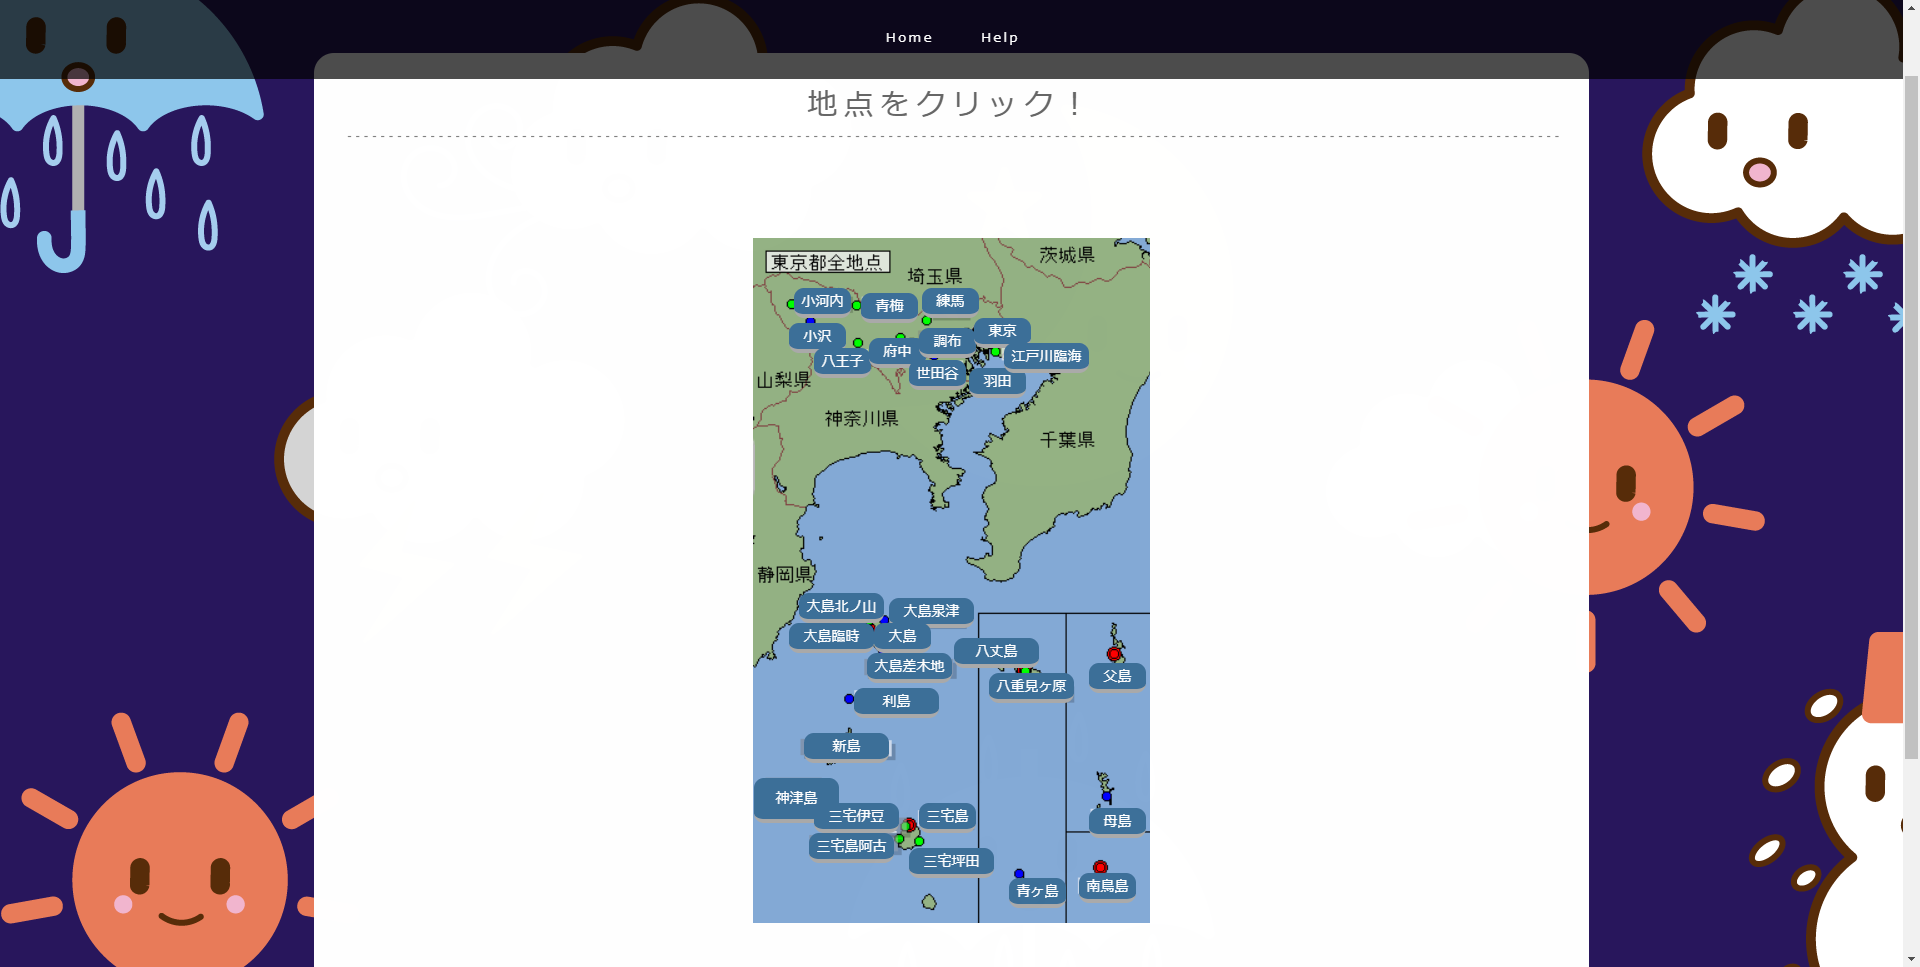 Home Help
地点をクリック！
東京都全地点
茨城県
埼玉県
小河内
青梅
練馬
小沢
府中
調布
東京
八王子
世田谷
羽田
江戸川臨海
山梨県
神奈川県
千葉県
静岡県
大島北ノ山
大島泉津
大島臨時
大島
大島差木地
八丈島
八重見ヶ原
父島
利島
新島
神津島
三宅伊豆
三宅島
三宅島阿古
三宅坪田
母島
青ヶ島
南鳥島